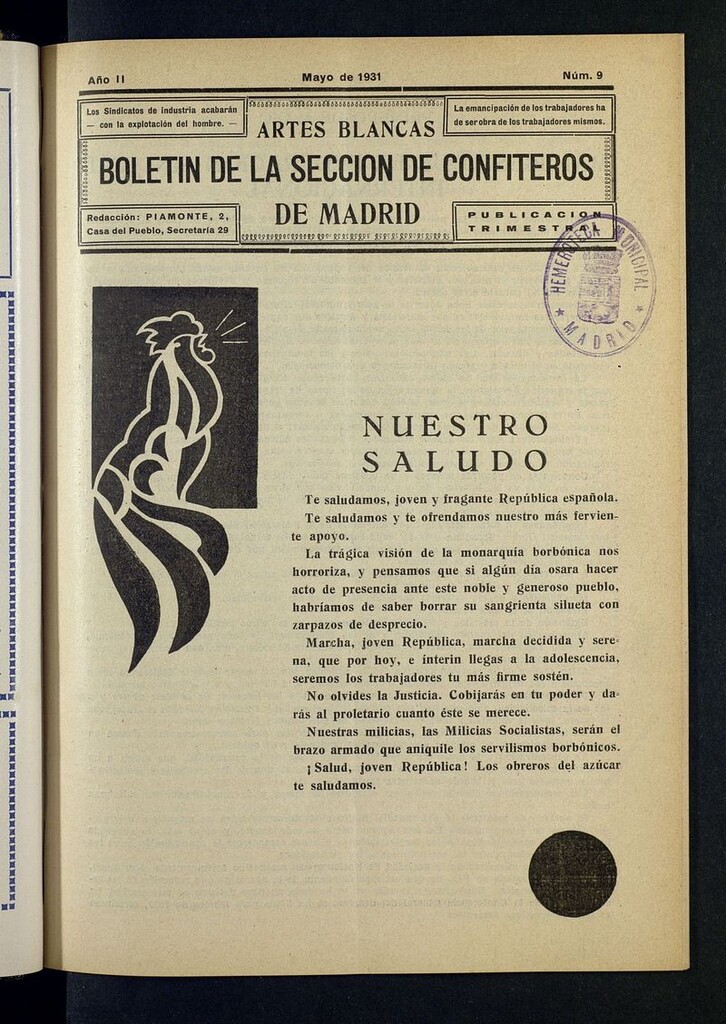 Año II
Mayo de 1931
Núm. 9
Los Sindicatos de industria acabarán
— con la explotación del hombre. —
La emancipación de los trabajadores ha
de ser obra de los trabajadores mismos.
ARTES BLANCAS
BOLETIN DE LA SECCION DE CONFITEROS
DE MADRID
Redacción: PIAMONTE, 2,
Casa del Pueblo, Secretaría 29
PUBLICACION
TRIMESTRAL
HEMEROTECA MUNICIPAL
★ MADRID ★
NUESTRO
SALUDO
Te saludamos, joven y fragante República española.
Te saludamos y te ofrendamos nuestro más fervien-
te apoyo.
La trágica visión de la monarquía borbónica nos
horroriza, y pensamos que si algún día osara hacer
acto de presencia ante este noble y generoso pueblo,
habríamos de saber borrar su sangrienta silueta con
zarpazos de desprecio.
Marcha, joven República, marcha decidida y sere-
na, que por hoy, e ínterin llegas a la adolescencia,
seremos los trabajadores tu más firme sostén.
No olvides la Justicia. Cobijarás en tu poder y da-
rás al proletario cuanto éste se merece.
Nuestras milicias, las Milicias Socialistas, serán el
brazo armado que aniquile los servilismos borbónicos.
¡Salud, joven República! Los obreros del azúcar
te saludamos.